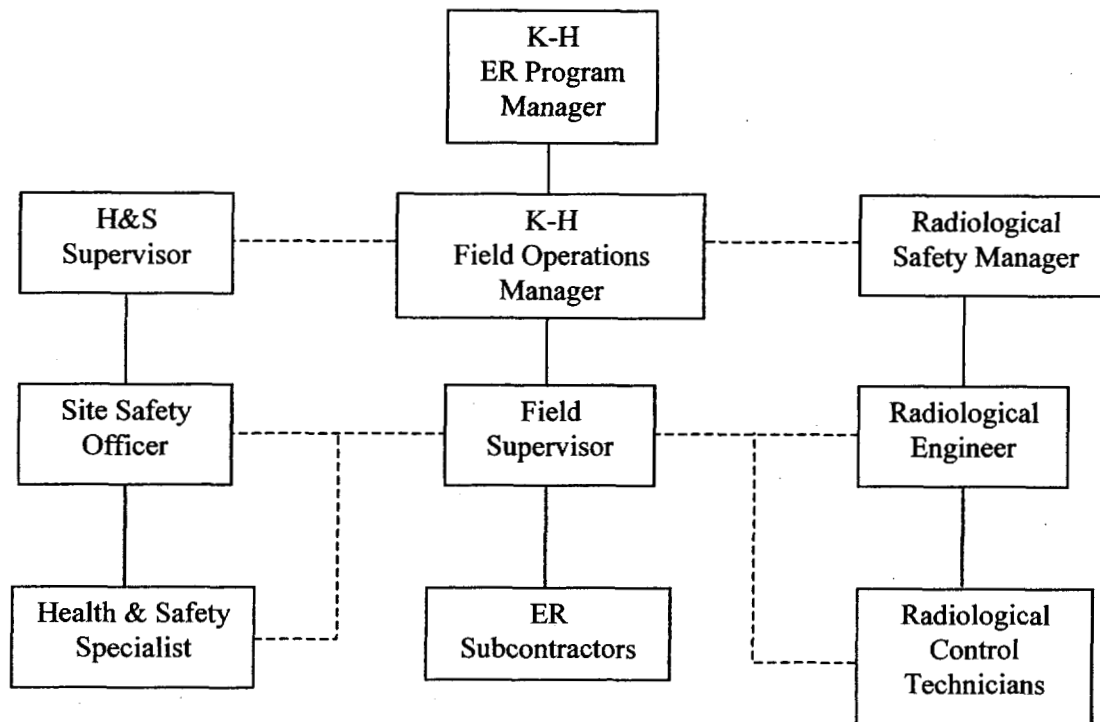 K-H
ER Program
Manager
H&S
Supervisor
K-H
Field Operations
Manager
Radiological
Safety Manager
Site Safety
Officer
Field
Supervisor
Radiological
Engineer
Health & Safety
Specialist
ER
Subcontractors
Radiological
Control
Technicians